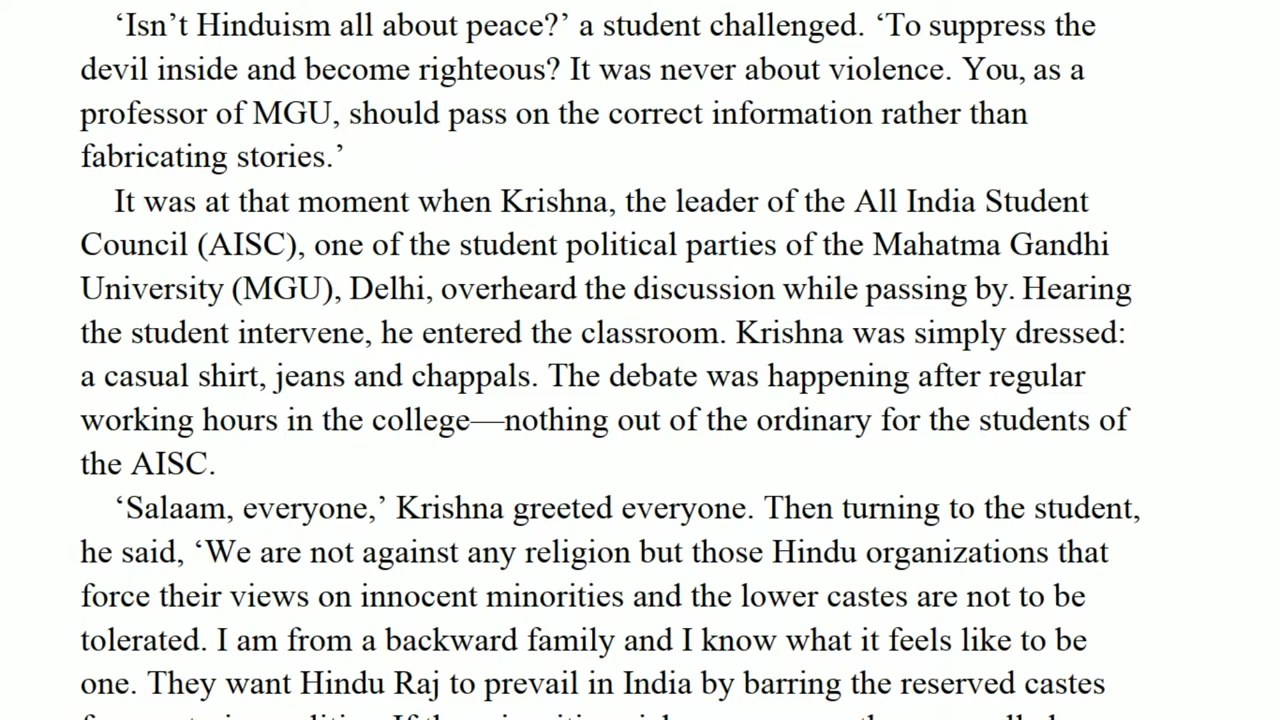 ‘Isn’t Hinduism all about peace?’ a student challenged. ‘To suppress the
devil inside and become righteous? It was never about violence. You, as a
professor of MGU, should pass on the correct information rather than
fabricating stories.’
It was at that moment when Krishna, the leader of the All India Student
Council (AISC), one of the student political parties of the Mahatma Gandhi
University (MGU), Delhi, overheard the discussion while passing by. Hearing
the student intervene, he entered the classroom. Krishna was simply dressed:
a casual shirt, jeans and chappals. The debate was happening after regular
working hours in the college—nothing out of the ordinary for the students of
the AISC.
‘Salaam, everyone,’ Krishna greeted everyone. Then turning to the student,
he said, ‘We are not against any religion but those Hindu organizations that
force their views on innocent minorities and the lower castes are not to be
tolerated. I am from a backward family and I know what it feels like to be
one. They want Hindu Raj to prevail in India by barring the reserved castes